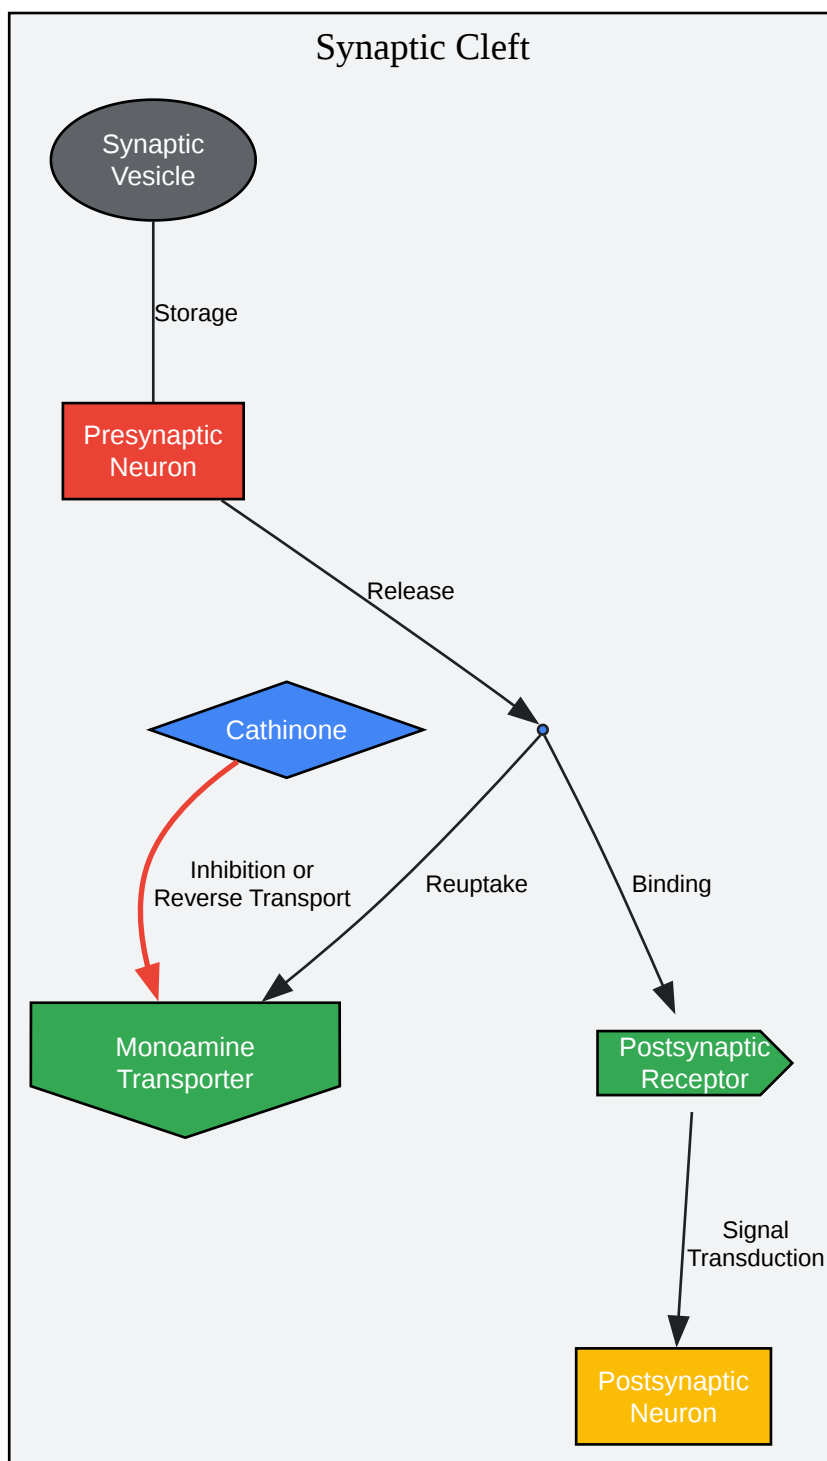 Synaptic Cleft
Synaptic
Vesicle
Storage
Presynaptic
Neuron
Release
Cathinone
Inhibition or
Reverse Transport
Reuptake
Binding
Monoamine
Transporter
Postsynaptic
Receptor
Signal
Transduction
Postsynaptic
Neuron